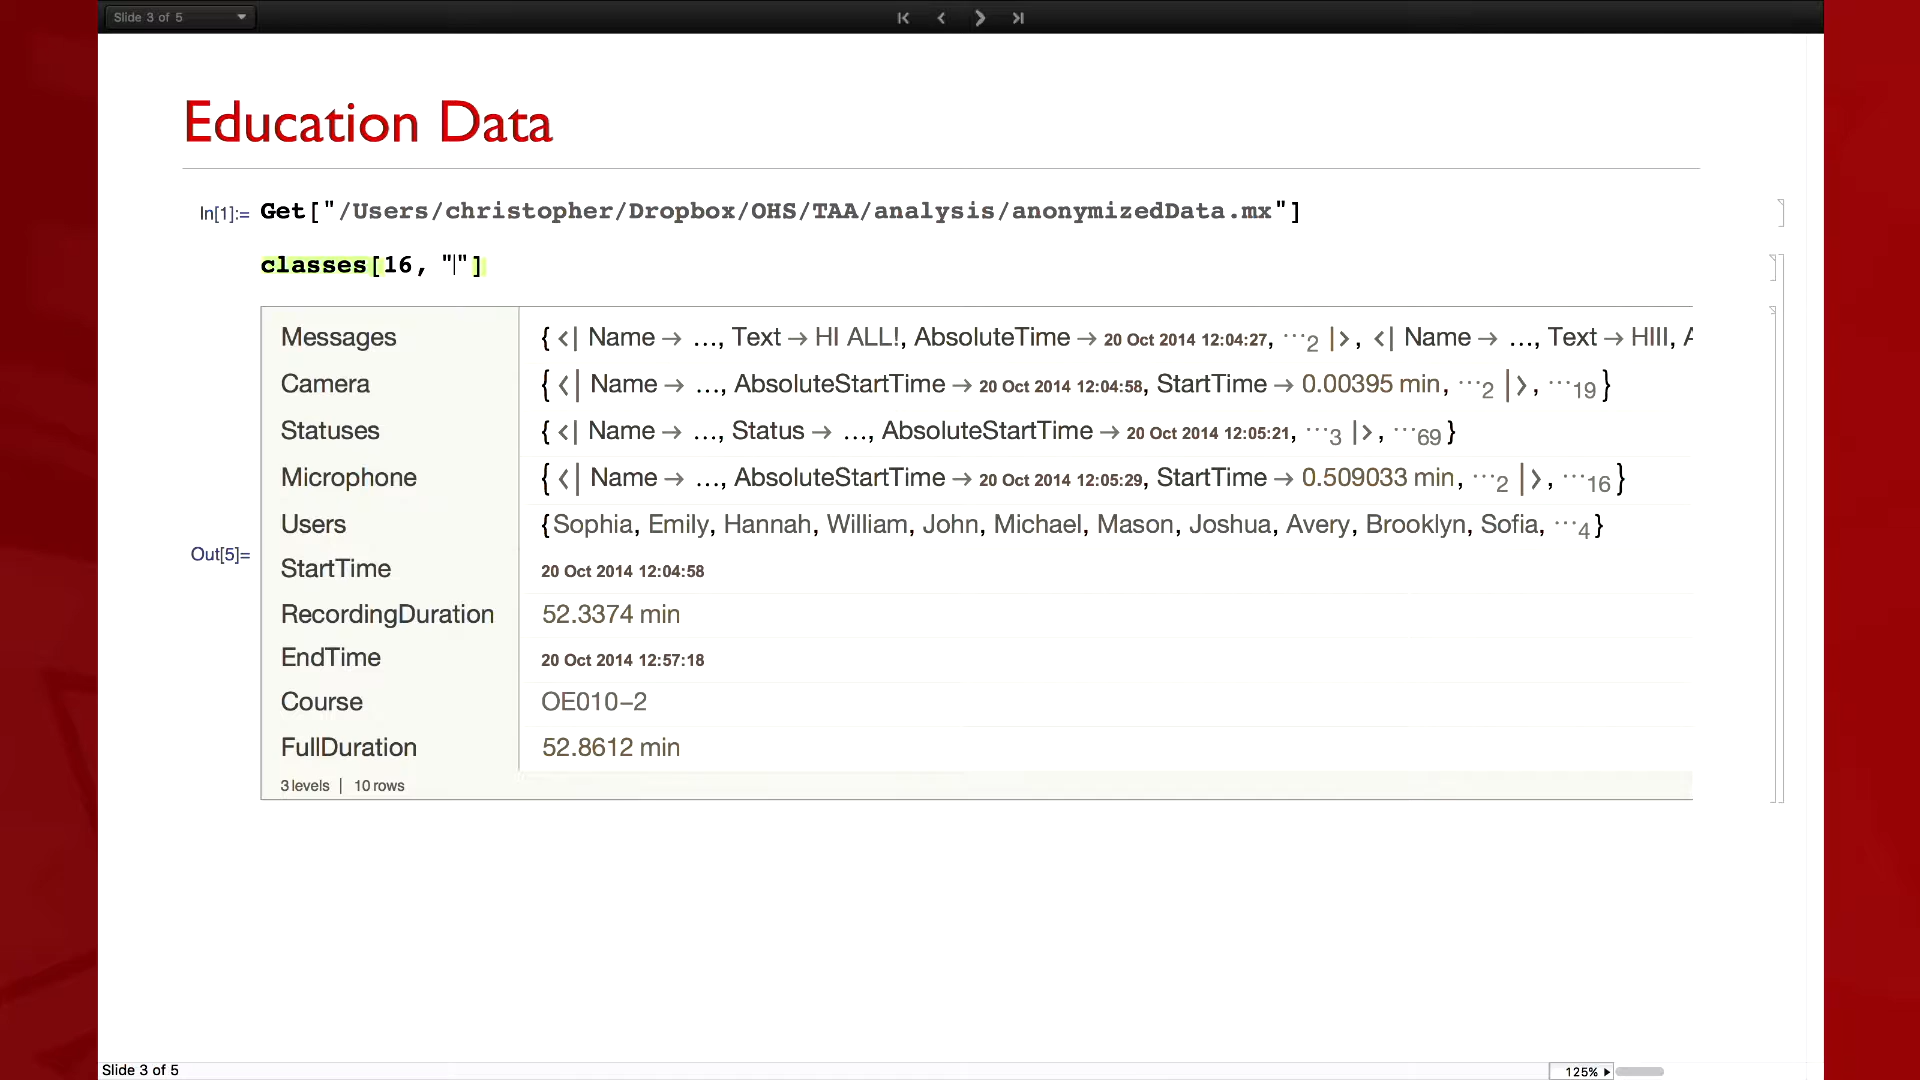 Slide 3 of 5
Education Data
In[1]:= Get["/Users/christopher/Dropbox/OHS/TAA/analysis/anonymizedData.mx"]
classes[16, ""]
Messages {<| Name → …, Text → HI ALL!, AbsoluteTime → 20 Oct 2014 12:04:27, …2 |>, <| Name → …, Text → HIII, A
Camera {<| Name → …, AbsoluteStartTime → 20 Oct 2014 12:04:58, StartTime → 0.00395 min, …2 |>, …19}
Statuses {<| Name → …, Status → …, AbsoluteStartTime → 20 Oct 2014 12:05:21, …3 |>, …69}
Microphone {<| Name → …, AbsoluteStartTime → 20 Oct 2014 12:05:29, StartTime → 0.509033 min, …2 |>, …16}
Users {Sophia, Emily, Hannah, William, John, Michael, Mason, Joshua, Avery, Brooklyn, Sofia, …4}
Out[5]=
StartTime 20 Oct 2014 12:04:58
RecordingDuration 52.3374 min
EndTime 20 Oct 2014 12:57:18
Course OE010–2
FullDuration 52.8612 min
3 levels | 10 rows
Slide 3 of 5
125%